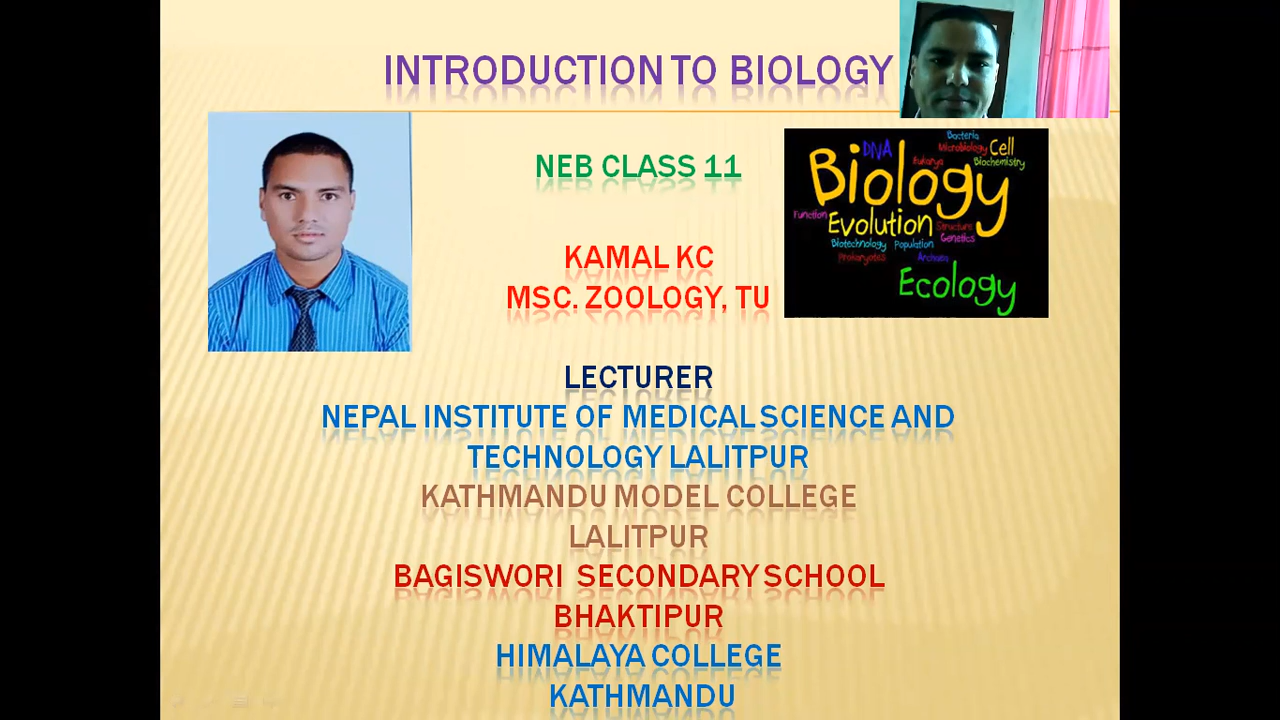 INTRODUCTION TO BIOLOGY
NEB CLASS 11
KAMAL KC
MSC. ZOOLOGY, TU
Bacteria
DNA
Microbiology
Cell
Eukarya
Biochemistry
Biology
Function
Evolution
Structure
Genetics
Biotechnology
Population
Prokaryotes
Archaea
Ecology
LECTURER
NEPAL INSTITUTE OF MEDICAL SCIENCE AND
TECHNOLOGY LALITPUR
KATHMANDU MODEL COLLEGE
LALITPUR
BAGISWORI SECONDARY SCHOOL
BHAKTIPUR
HIMALAYA COLLEGE
KATHMANDU